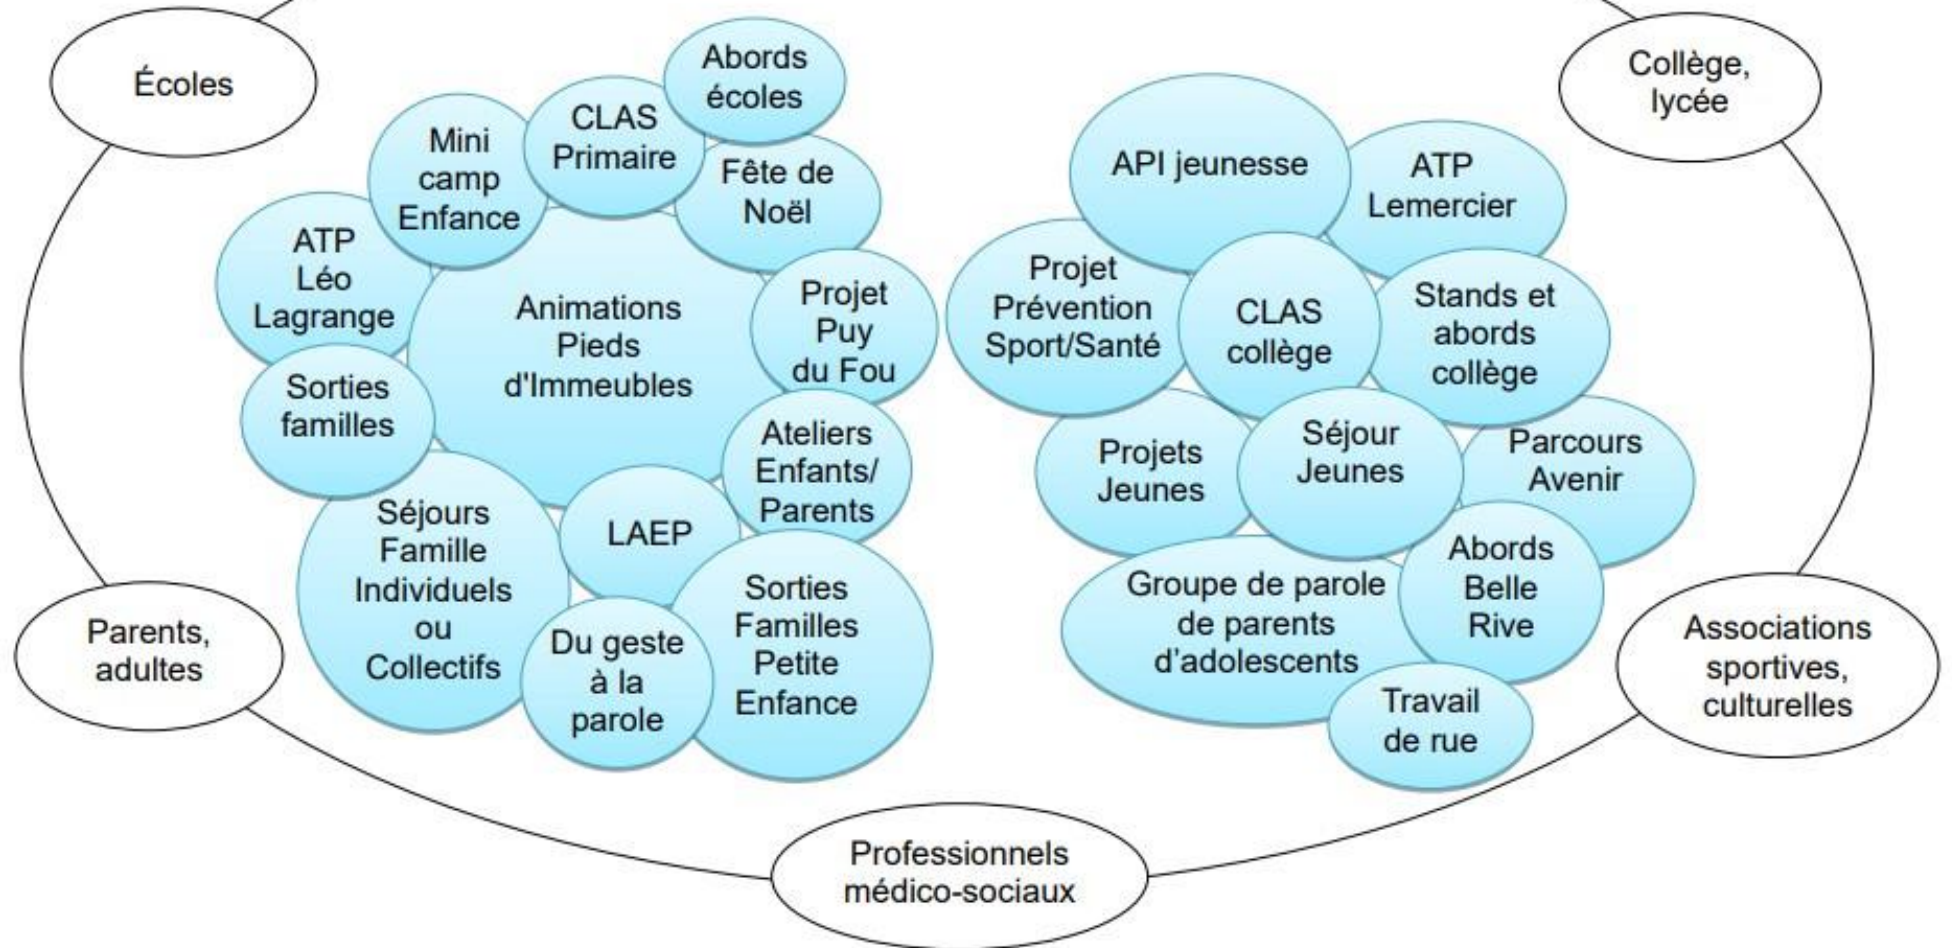 Écoles
Abords
écoles
CLAS
Primaire
Mini
camp
Enfance
Fête de
Noël
ATP
Léo
Lagrange
Animations
Pieds
d'Immeubles
Projet
Puy
du Fou
Sorties
familles
Ateliers
Enfants/
Parents
Séjours
Famille
Individuels
ou
Collectifs
LAEP
Du geste
à la
parole
Sorties
Familles
Petite
Enfance
Collège,
lycée
API jeunesse
ATP
Lemercier
Projet
Prévention
Sport/Santé
CLAS
collège
Stands et
abords
collège
Projets
Jeunes
Séjour
Jeunes
Parcours
Avenir
Groupe de parole
de parents
d’adolescents
Abords
Belle
Rive
Travail
de rue
Parents,
adultes
Associations
sportives,
culturelles
Professionnels
médico-sociaux